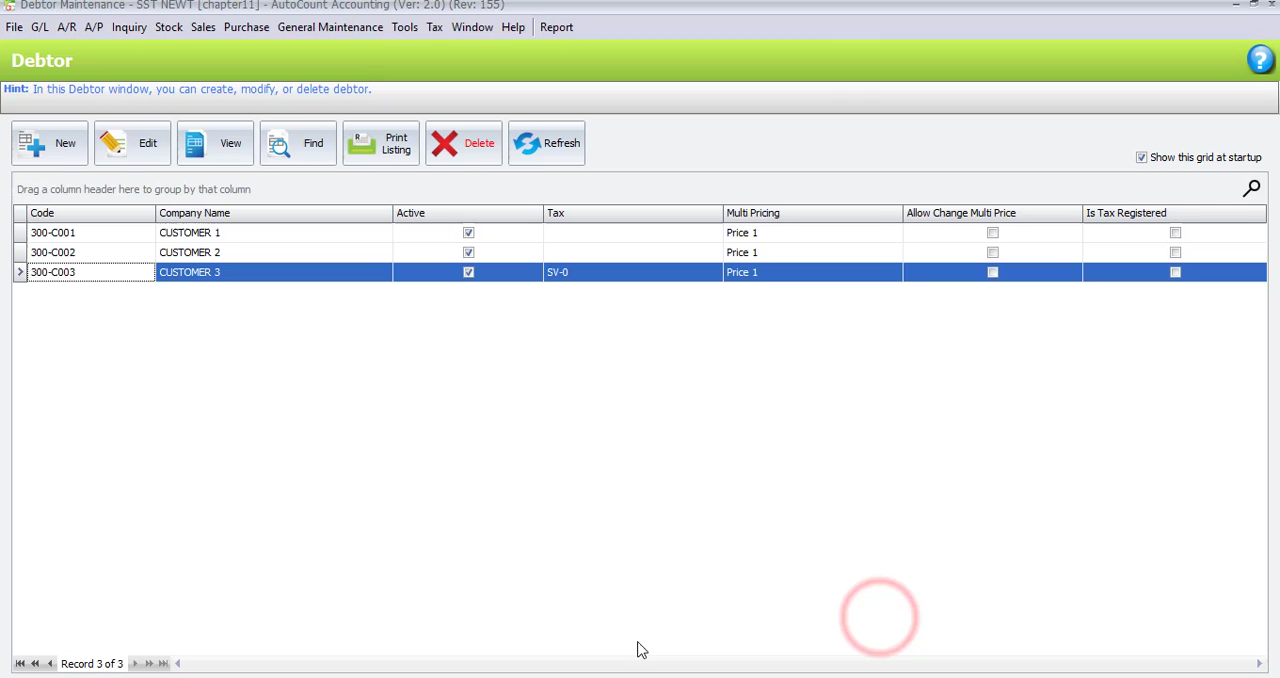 Debtor Maintenance - SST NEWT [chapter11] - AutoCount Accounting (Ver: 2.0) (Rev: 155)
File G/L A/R A/P Inquiry Stock Sales Purchase General Maintenance Tools Tax Window Help Report
Debtor
?
Hint: In this Debtor window, you can create, modify, or delete debtor.
New Edit View Find Print Listing Delete Refresh
Show this grid at startup
Drag a column header here to group by that column
Code Company Name Active Tax Multi Pricing Allow Change Multi Price Is Tax Registered
300-C001 CUSTOMER 1 Price 1
300-C002 CUSTOMER 2 Price 1
300-C003 CUSTOMER 3 SV-0 Price 1
Record 3 of 3